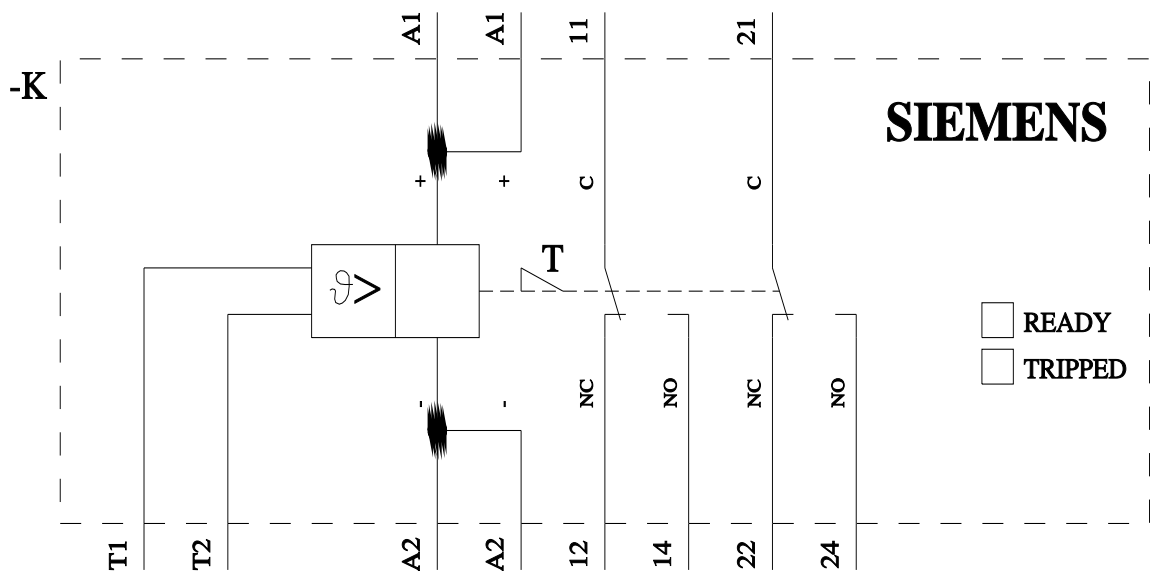 A1 A1 11 21
-K
SIEMENS
+ + C C
T
ϑ>
READY
TRIPPED
- - NC NO NC NO
T1 T2 A2 A2 12 14 22 24